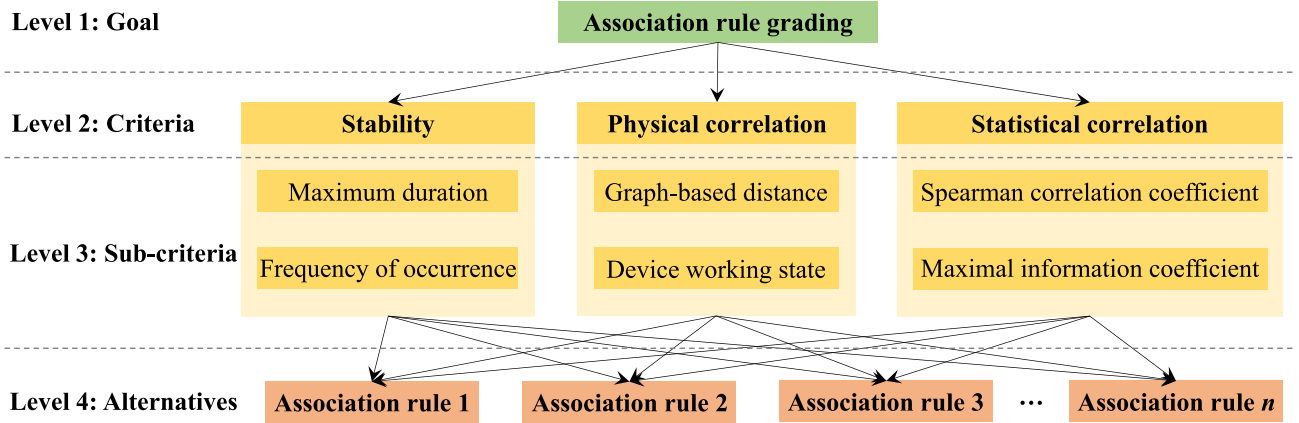 Level 1: Goal
Association rule grading
Level 2: Criteria
Stability
Physical correlation
Statistical correlation
Level 3: Sub-criteria
Maximum duration
Graph-based distance
Spearman correlation coefficient
Frequency of occurrence
Device working state
Maximal information coefficient
Level 4: Alternatives
Association rule 1
Association rule 2
Association rule 3
...
Association rule n